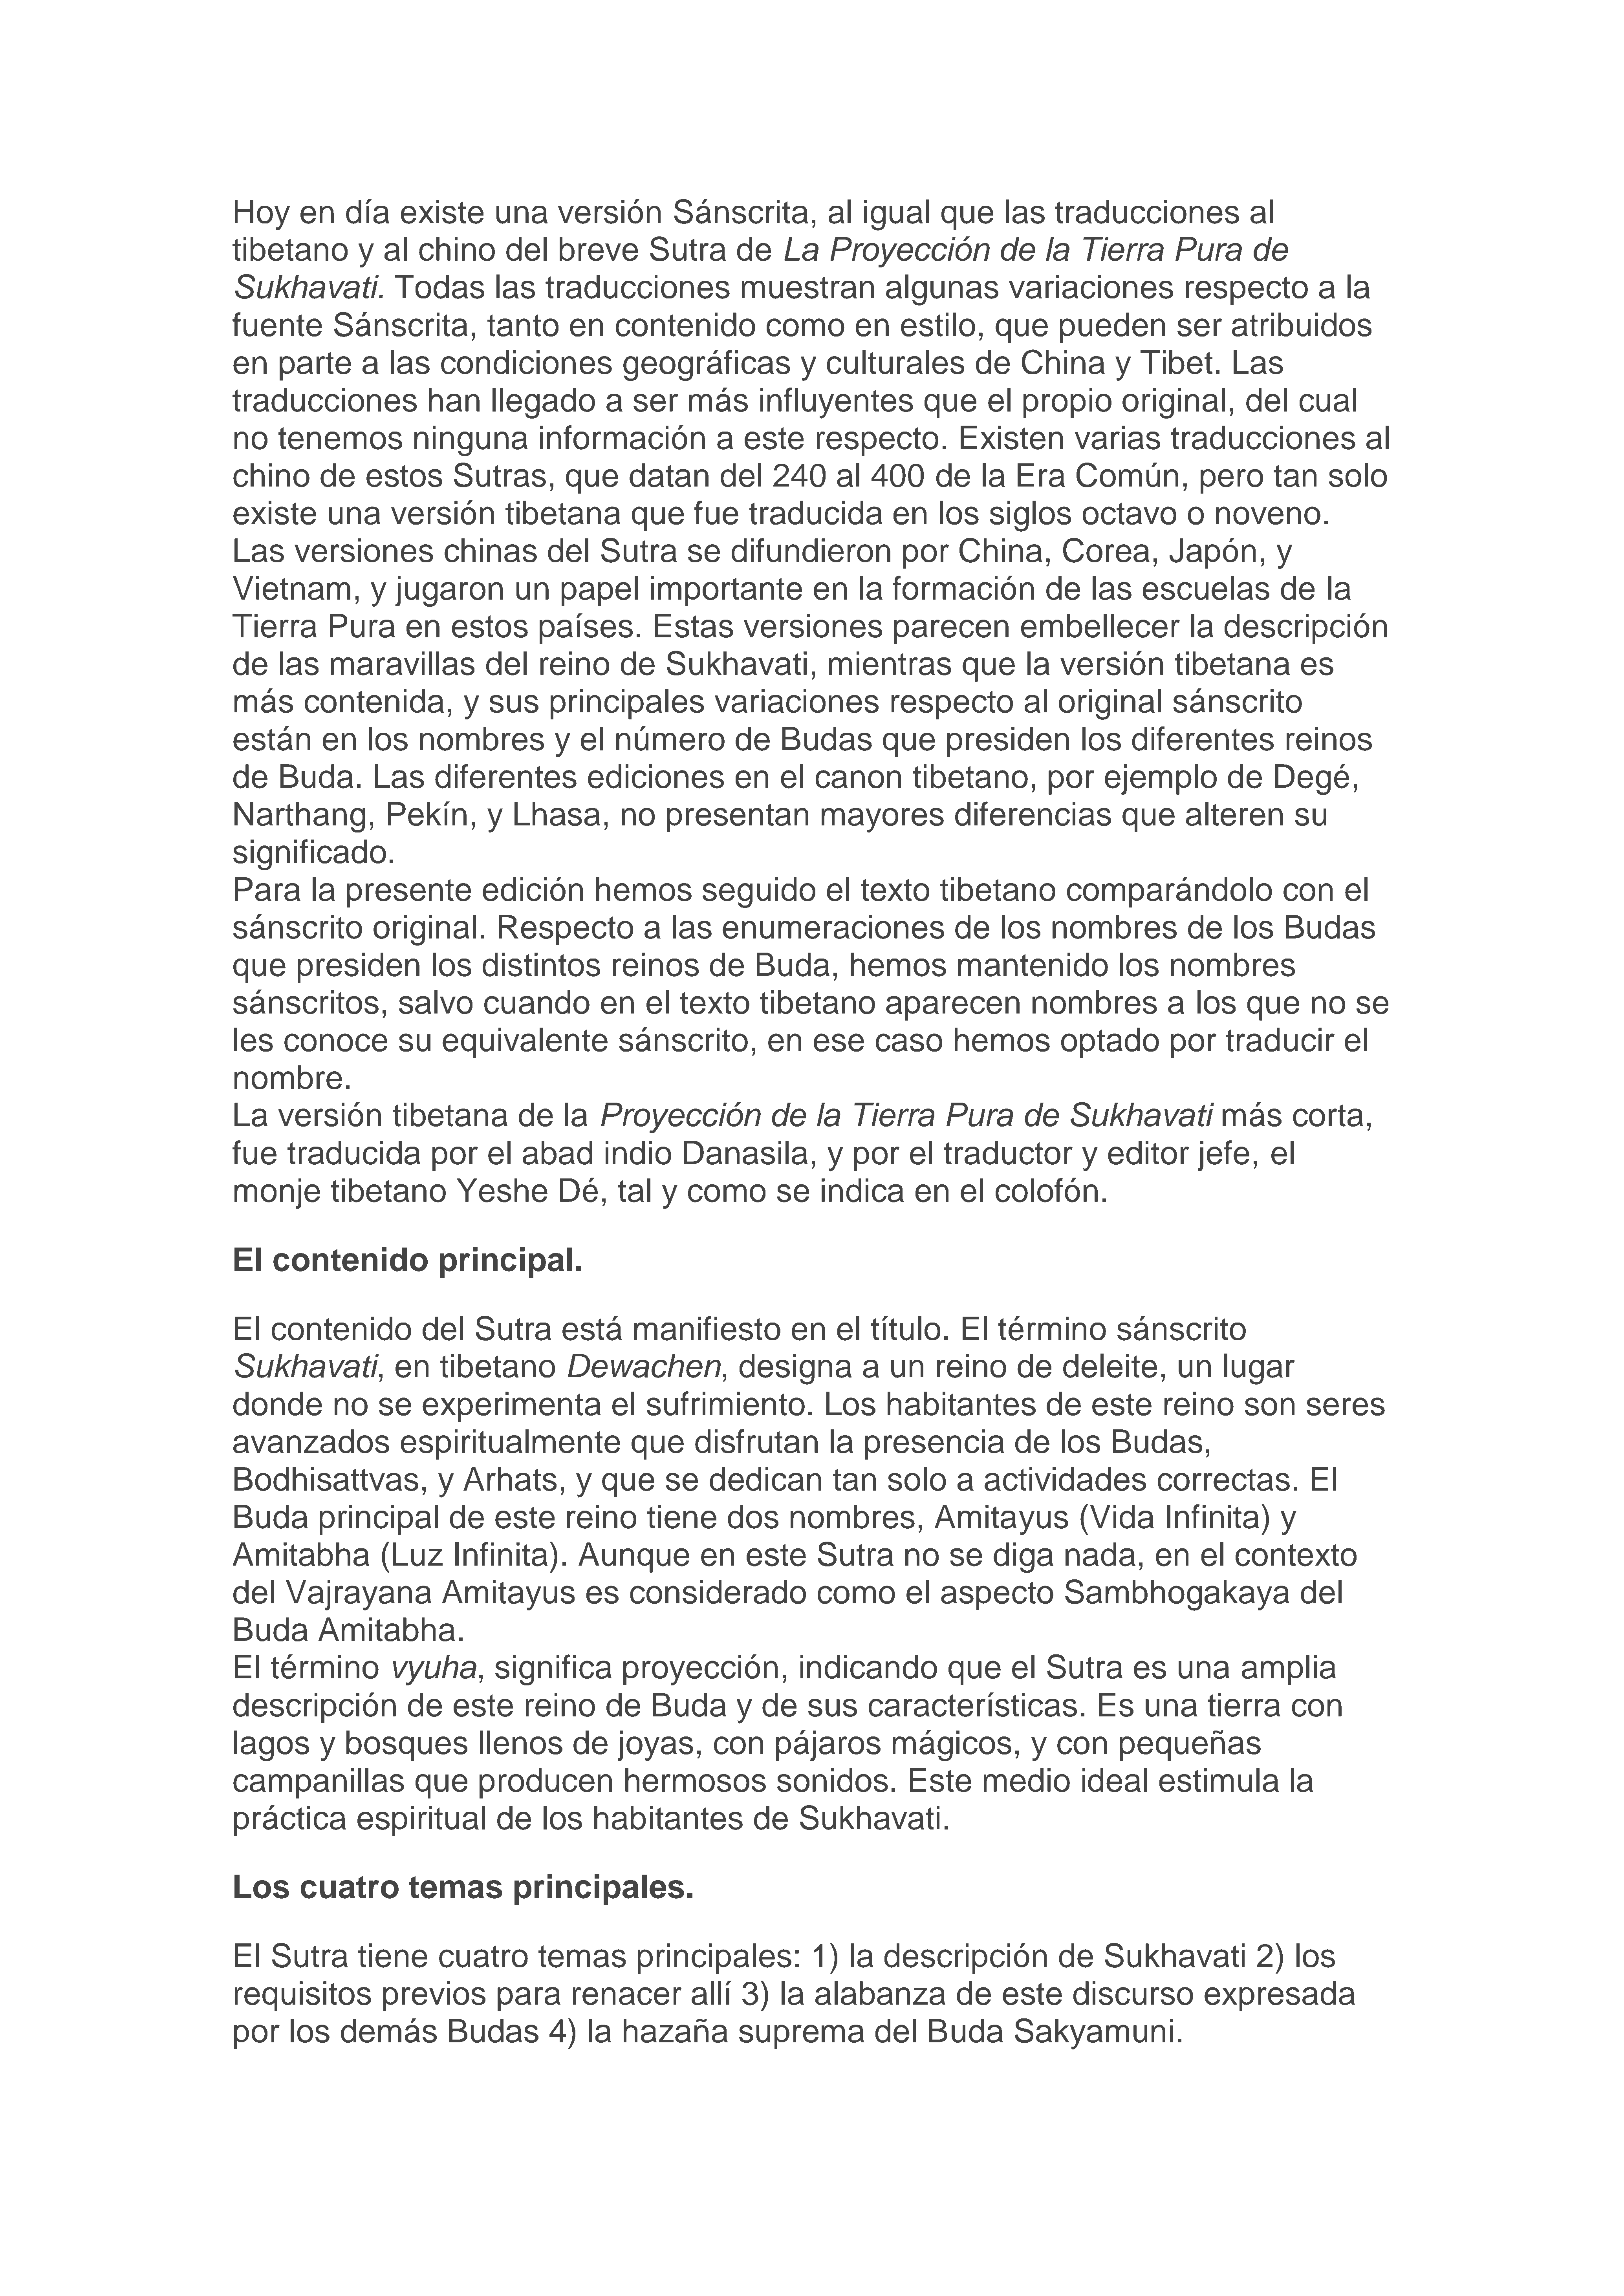 Hoy en día existe una versión Sánscrita, al igual que las traducciones al
tibetano y al chino del breve Sutra de La Proyección de la Tierra Pura de
Sukhavati. Todas las traducciones muestran algunas variaciones respecto a la
fuente Sánscrita, tanto en contenido como en estilo, que pueden ser atribuidos
en parte a las condiciones geográficas y culturales de China y Tibet. Las
traducciones han llegado a ser más influyentes que el propio original, del cual
no tenemos ninguna información a este respecto. Existen varias traducciones al
chino de estos Sutras, que datan del 240 al 400 de la Era Común, pero tan solo
existe una versión tibetana que fue traducida en los siglos octavo o noveno.
Las versiones chinas del Sutra se difundieron por China, Corea, Japón, y
Vietnam, y jugaron un papel importante en la formación de las escuelas de la
Tierra Pura en estos países. Estas versiones parecen embellecer la descripción
de las maravillas del reino de Sukhavati, mientras que la versión tibetana es
más contenida, y sus principales variaciones respecto al original sánscrito
están en los nombres y el número de Budas que presiden los diferentes reinos
de Buda. Las diferentes ediciones en el canon tibetano, por ejemplo de Degé,
Narthang, Pekín, y Lhasa, no presentan mayores diferencias que alteren su
significado.
Para la presente edición hemos seguido el texto tibetano comparándolo con el
sánscrito original. Respecto a las enumeraciones de los nombres de los Budas
que presiden los distintos reinos de Buda, hemos mantenido los nombres
sánscritos, salvo cuando en el texto tibetano aparecen nombres a los que no se
les conoce su equivalente sánscrito, en ese caso hemos optado por traducir el
nombre.
La versión tibetana de la Proyección de la Tierra Pura de Sukhavati más corta,
fue traducida por el abad indio Danasila, y por el traductor y editor jefe, el
monje tibetano Yeshe Dé, tal y como se indica en el colofón.
El contenido principal.
El contenido del Sutra está manifiesto en el título. El término sánscrito
Sukhavati, en tibetano Dewachen, designa a un reino de deleite, un lugar
donde no se experimenta el sufrimiento. Los habitantes de este reino son seres
avanzados espiritualmente que disfrutan la presencia de los Budas,
Bodhisattvas, y Arhats, y que se dedican tan solo a actividades correctas. El
Buda principal de este reino tiene dos nombres, Amitayus (Vida Infinita) y
Amitabha (Luz Infinita). Aunque en este Sutra no se diga nada, en el contexto
del Vajrayana Amitayus es considerado como el aspecto Sambhogakaya del
Buda Amitabha.
El término vyuha, significa proyección, indicando que el Sutra es una amplia
descripción de este reino de Buda y de sus características. Es una tierra con
lagos y bosques llenos de joyas, con pájaros mágicos, y con pequeñas
campanillas que producen hermosos sonidos. Este medio ideal estimula la
práctica espiritual de los habitantes de Sukhavati.
Los cuatro temas principales.
El Sutra tiene cuatro temas principales: 1) la descripción de Sukhavati 2) los
requisitos previos para renacer allí 3) la alabanza de este discurso expresada
por los demás Budas 4) la hazaña suprema del Buda Sakyamuni.